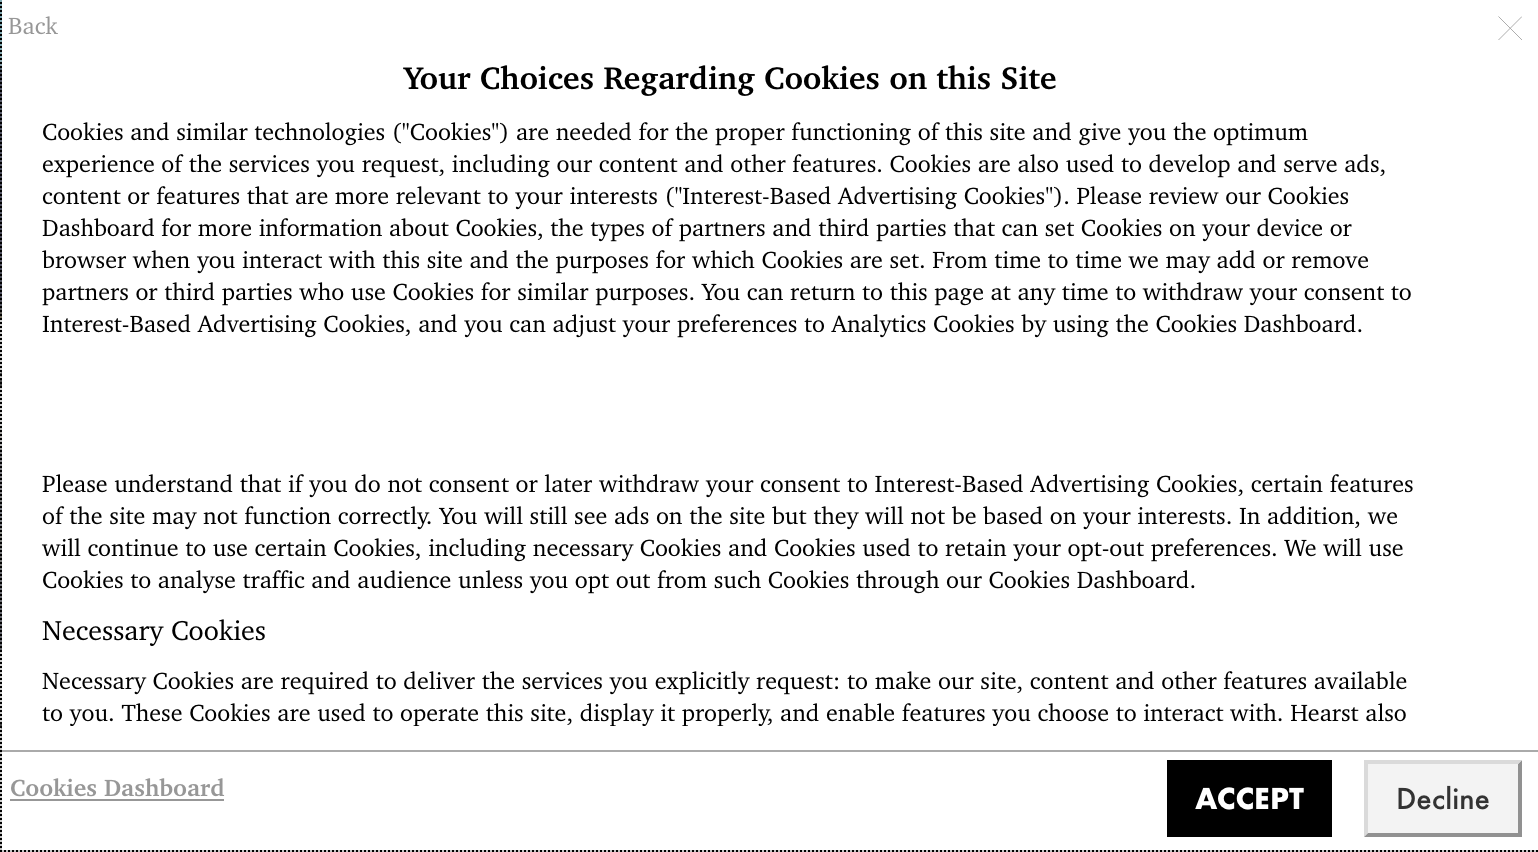 Back
Your Choices Regarding Cookies on this Site
Cookies and similar technologies ("Cookies") are needed for the proper functioning of this site and give you the optimum
experience of the services you request, including our content and other features. Cookies are also used to develop and serve ads,
content or features that are more relevant to your interests ("Interest-Based Advertising Cookies"). Please review our Cookies
Dashboard for more information about Cookies, the types of partners and third parties that can set Cookies on your device or
browser when you interact with this site and the purposes for which Cookies are set. From time to time we may add or remove
partners or third parties who use Cookies for similar purposes. You can return to this page at any time to withdraw your consent to
Interest-Based Advertising Cookies, and you can adjust your preferences to Analytics Cookies by using the Cookies Dashboard.
Please understand that if you do not consent or later withdraw your consent to Interest-Based Advertising Cookies, certain features
of the site may not function correctly. You will still see ads on the site but they will not be based on your interests. In addition, we
will continue to use certain Cookies, including necessary Cookies and Cookies used to retain your opt-out preferences. We will use
Cookies to analyse traffic and audience unless you opt out from such Cookies through our Cookies Dashboard.
Necessary Cookies
Necessary Cookies are required to deliver the services you explicitly request: to make our site, content and other features available
to you. These Cookies are used to operate this site, display it properly, and enable features you choose to interact with. Hearst also
Cookies Dashboard
ACCEPT
Decline